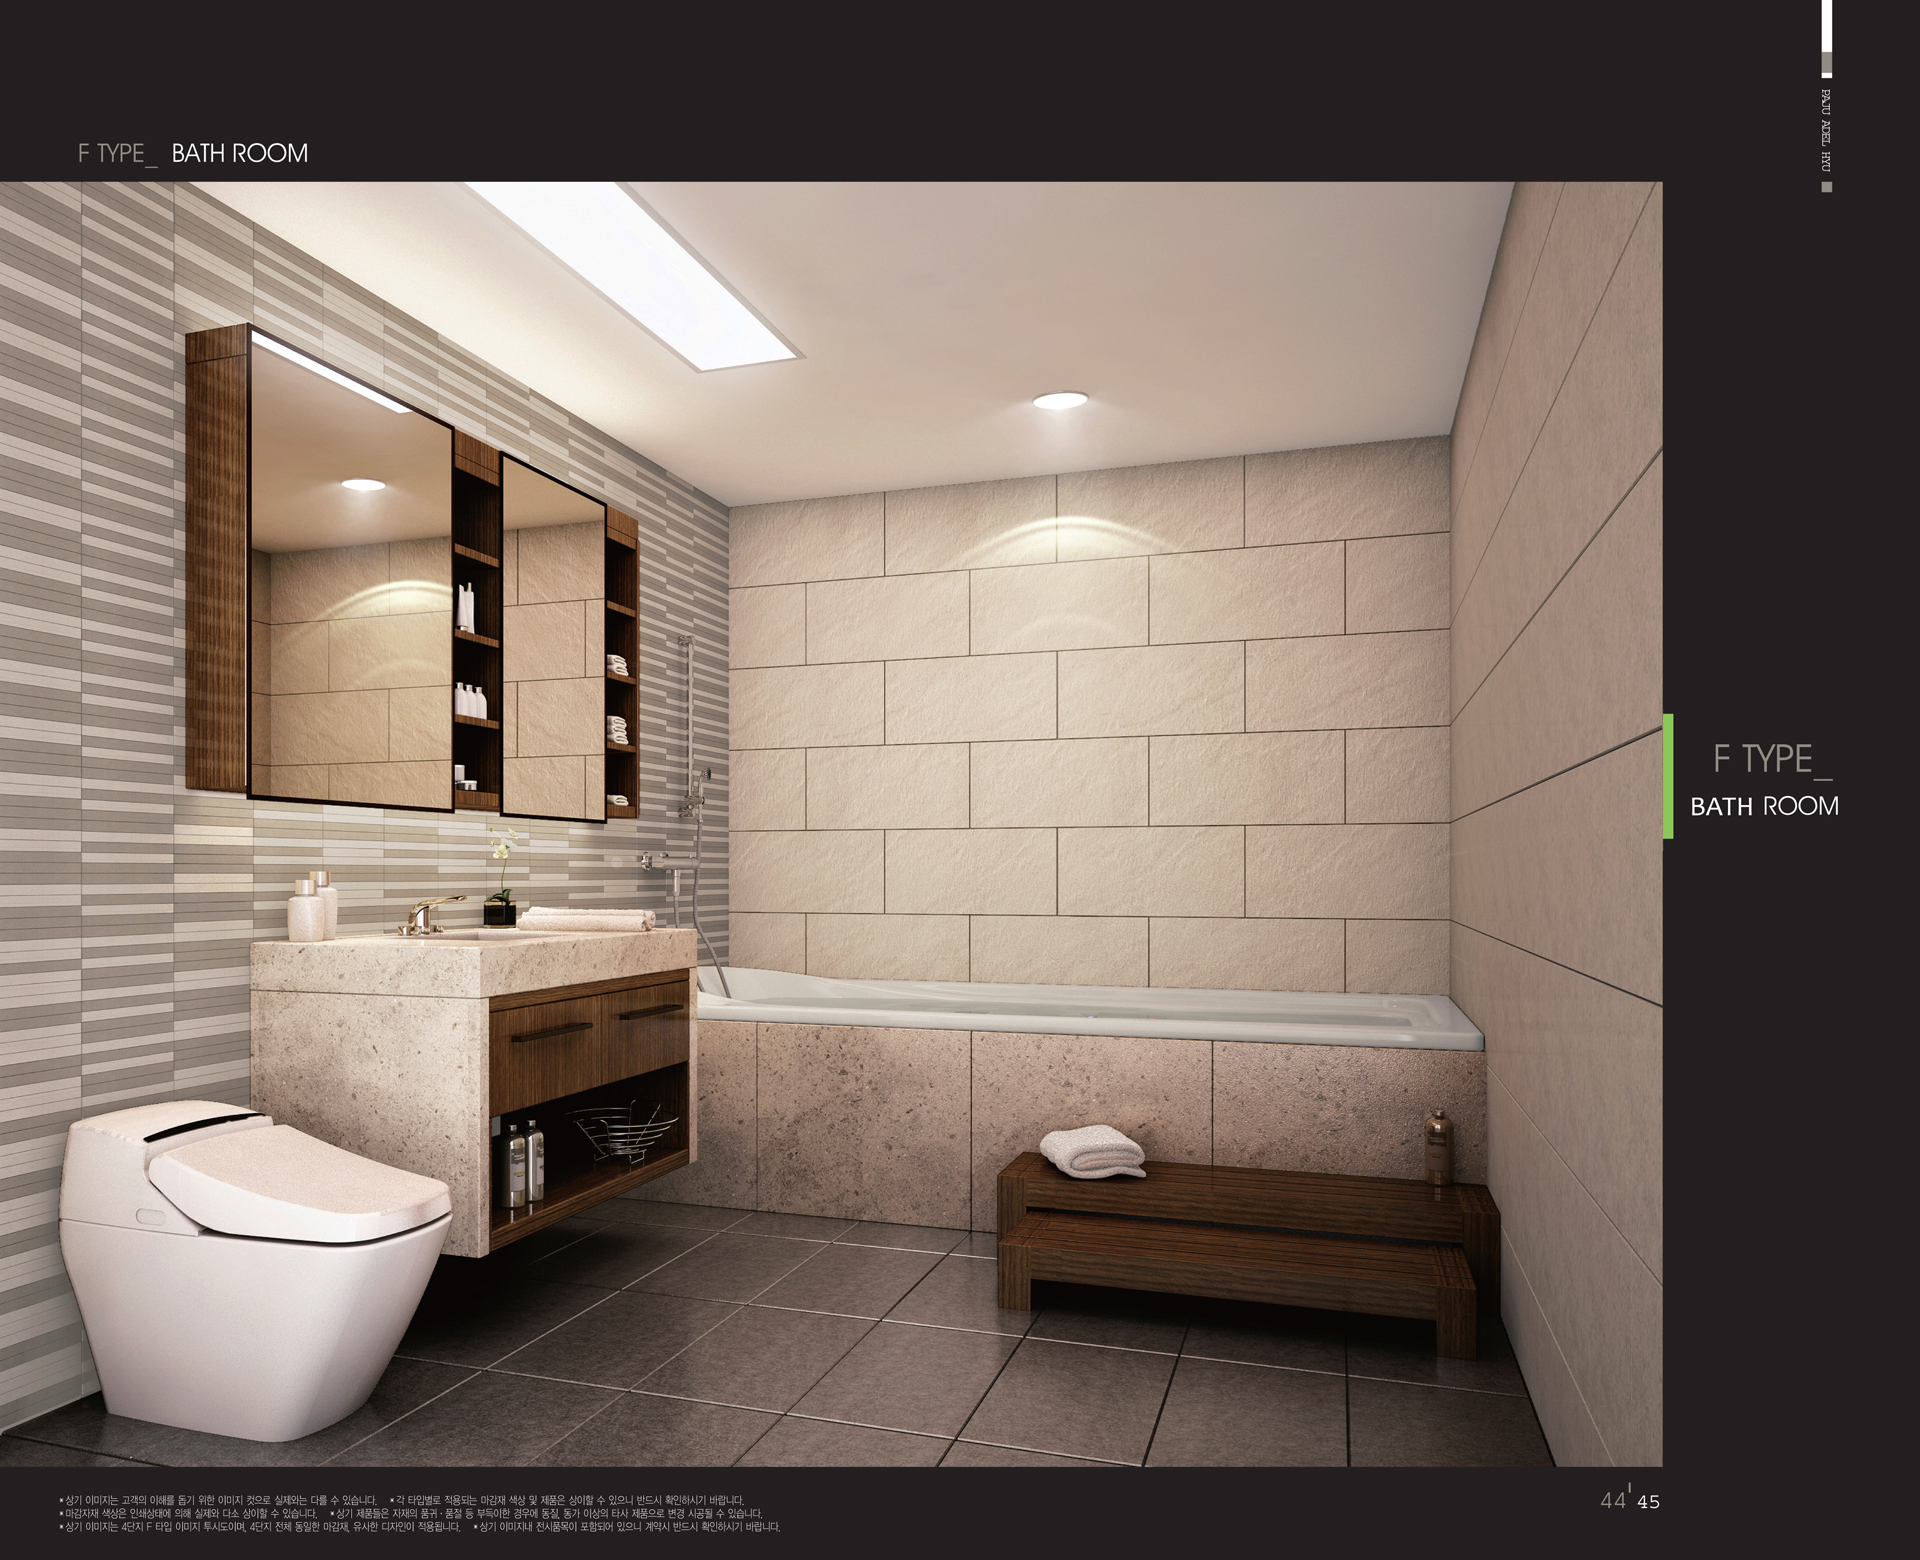 PAJU ADEL HYU
F TYPE_ BATH ROOM
F TYPE_
BATH ROOM
*상기 이미지는 고객의 이해를 돕기 위한 이미지 컷으로 실제와는 다를 수 있습니다. *각 타입별로 적용되는 마감재 색상 및 제품은 상이할 수 있으니 반드시 확인하시기 바랍니다.
*마감자재 색상은 인쇄상태에 의해 실제와 다소 상이할 수 있습니다. *상기 제품들은 자재의 품귀·품절 등 부득이한 경우에 동질, 동가 이상의 타사 제품으로 변경 시공될 수 있습니다.
*상기 이미지는 4단지 F 타입 이미지 투시도이며, 4단지 전체 동일한 마감재, 유사한 디자인이 적용됩니다. *상기 이미지내 전시품목이 포함되어 있으니 계약시 반드시 확인하시기 바랍니다.
44' 45